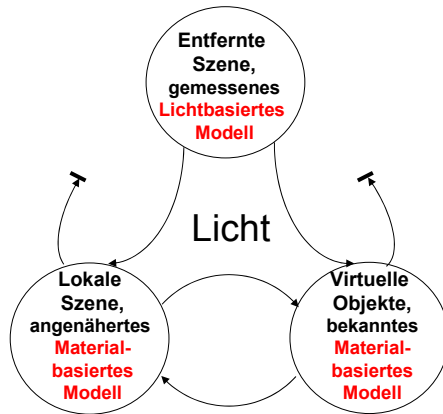 Entfernte
Szene,
gemessenes
Lichtbasiertes
Modell
Licht
Lokale
Szene,
angenähertes
Material-
basiertes
Modell
Virtuelle
Objekte,
bekanntes
Material-
basiertes
Modell